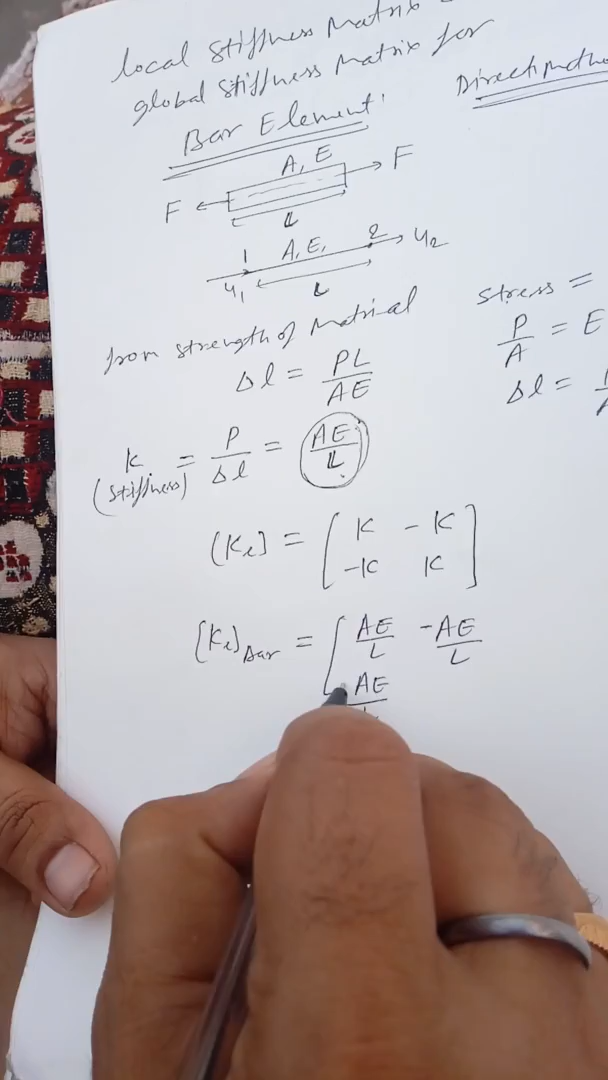 local Stiffness Matrix
global Stiffness Matrix for
Direct Metho
Bar Element
A, E
F F
L
1 A, E, 2 u2
u1 L
from strength of Matrial
Δl = PL/AE
Stress =
P/A = E
Δl =
k (stiffness) = P/Δl = AE/L
[Ke] = [ K -K
-K K ]
[Ke]Bar = [ AE/L -AE/L
AE/L